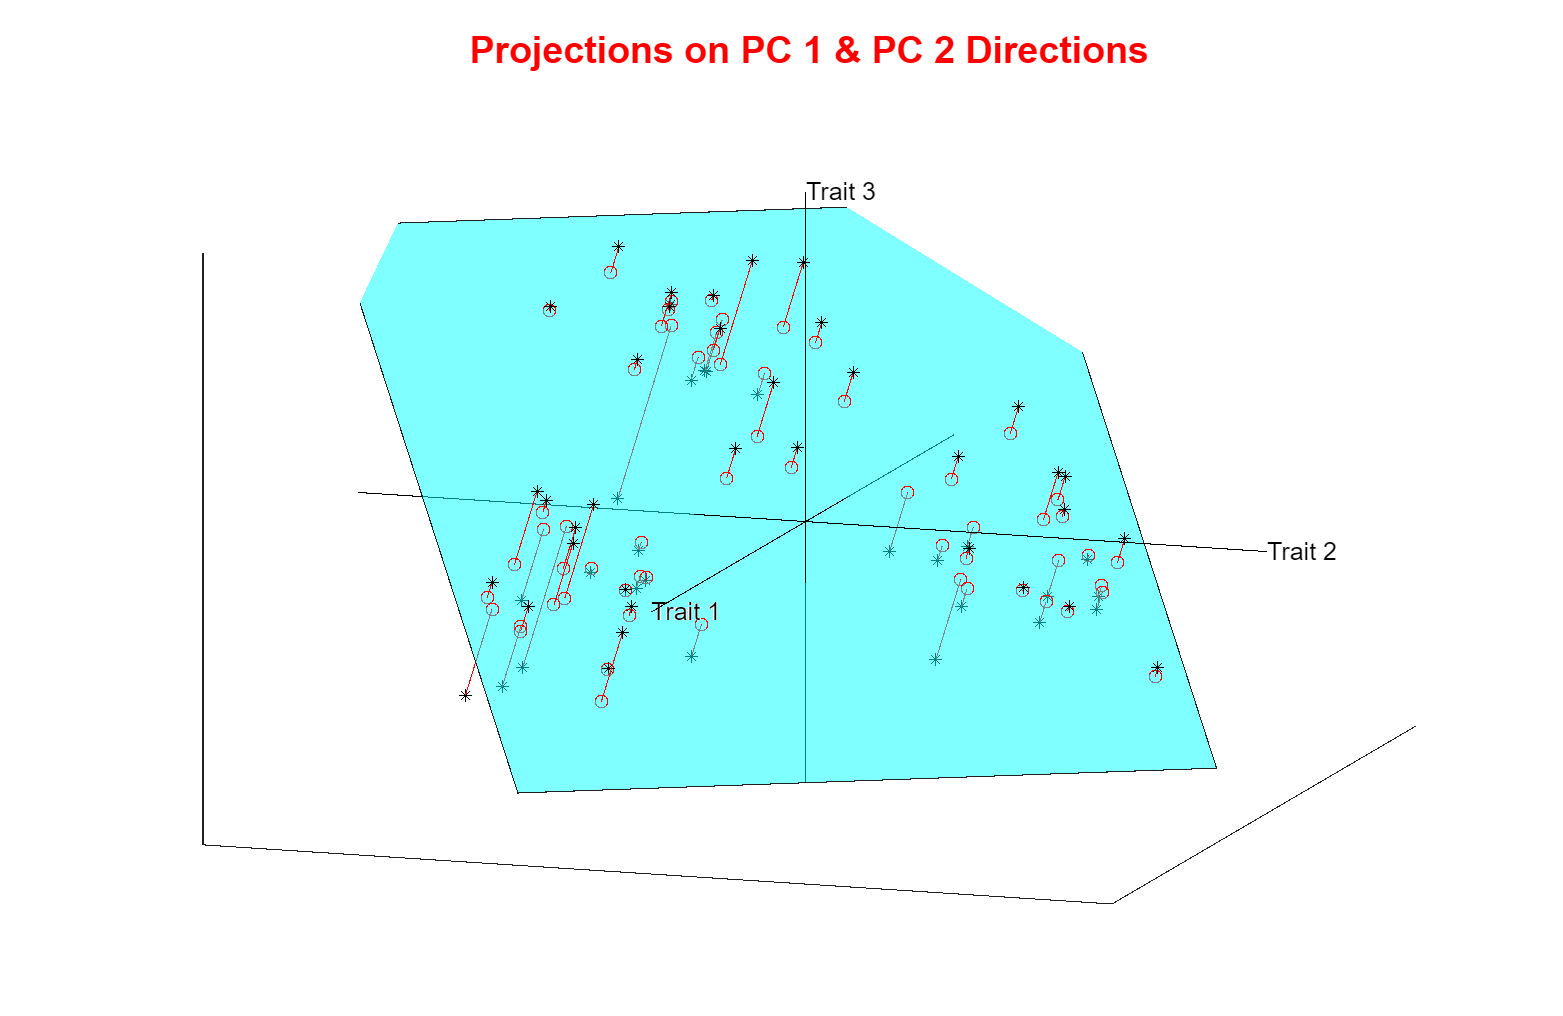 Projections on PC 1 & PC 2 Directions
Trait 3
Trait 2
Trait 1